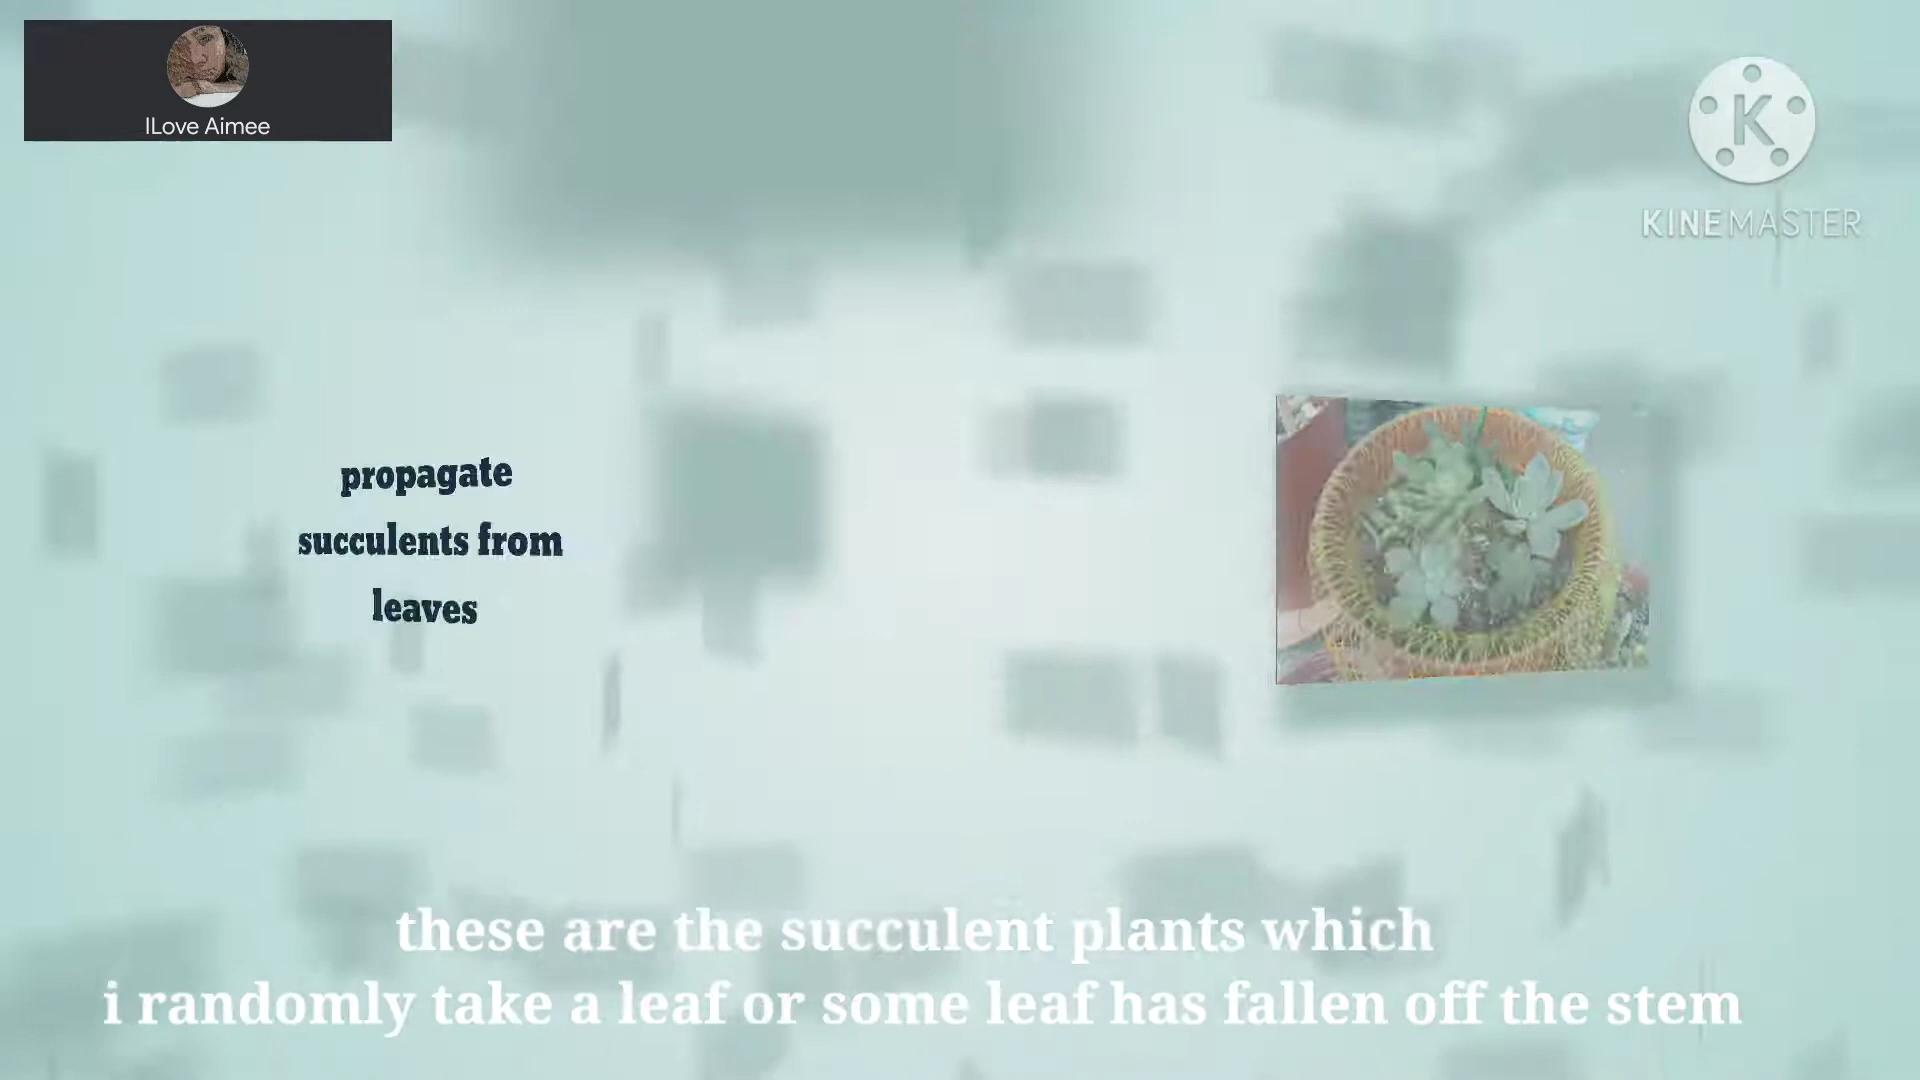 ILove Aimee
K
KINEMASTER
propagate
succulents from
leaves
these are the succulent plants which
i randomly take a leaf or some leaf has fallen off the stem